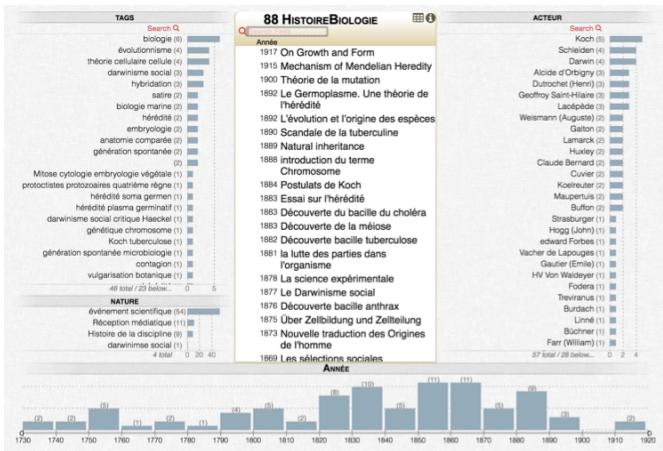 TAGS
Search
biologie (6)
évolutionnisme (4)
théorie cellulaire cellule (4)
darwinisme social (3)
hybridation (3)
satire (2)
biologie marine (2)
hérédité (2)
embryologie (2)
anatomie comparée (2)
génération spontanée (2)
(2)
Mitose cytologie embryologie végétale (1)
protoctistes protozoaires quatrième règne (1)
hérédité soma germen (1)
hérédité plasma germinatif (1)
darwinisme social critique Haeckel (1)
génétique chromosome (1)
Koch tuberculose (1)
génération spontanée microbiologie (1)
contagion (1)
vulgarisation botanique (1)
46 total / 23 below... 0 5
NATURE
événement scientifique (54)
Réception médiatique (11)
Histoire de la discipline (9)
darwinimse social (1)
4 total 0 20 40
88 HISTOIREBIOLOGIE
Année
1917 On Growth and Form
1915 Mechanism of Mendelian Heredity
1900 Théorie de la mutation
1892 Le Germoplasme. Une théorie de
l'hérédité
1892 L'évolution et l'origine des espèces
1890 Scandale de la tuberculine
1889 Natural inheritance
1888 introduction du terme
Chromosome
1884 Postulats de Koch
1883 Essai sur l'hérédité
1883 Découverte du bacille du choléra
1883 Découverte de la méiose
1882 Découverte bacille tuberculose
1881 la lutte des parties dans
l'organisme
1878 La science expérimentale
1877 Le Darwinisme social
1876 Découverte bacille anthrax
1875 Über Zellbildung und Zellteilung
1873 Nouvelle traduction des Origines
de l'homme
1869 Les sélections sociales
ACTEUR
Search
Koch (5)
Schleiden (4)
Darwin (4)
Alcide d'Orbigny (3)
Dutrochet (Henri) (3)
Geoffroy Saint-Hilaire (3)
Lacépède (3)
Weismann (Auguste) (2)
Galton (2)
Lamarck (2)
Huxley (2)
Claude Bernard (2)
Cuvier (2)
Koelreuter (2)
Maupertuis (2)
Buffon (2)
Strasburger (1)
Hogg (John) (1)
edward Forbes (1)
Vacher de Lapouges (1)
Gautier (Emile) (1)
HV Von Waldeyer (1)
Fodera (1)
Treviranus (1)
Burdach (1)
Linné (1)
Büchner (1)
Farr (William) (1)
57 total / 28 below... 0 2 4
ANNÉE
(2) (2) (5) (1) (2) (1) (4) (5) (2) (8) (10) (5) (11) (11) (5) (9) (3) (2)
1730 1740 1750 1760 1770 1780 1790 1800 1810 1820 1830 1840 1850 1860 1870 1880 1890 1900 1910 1920